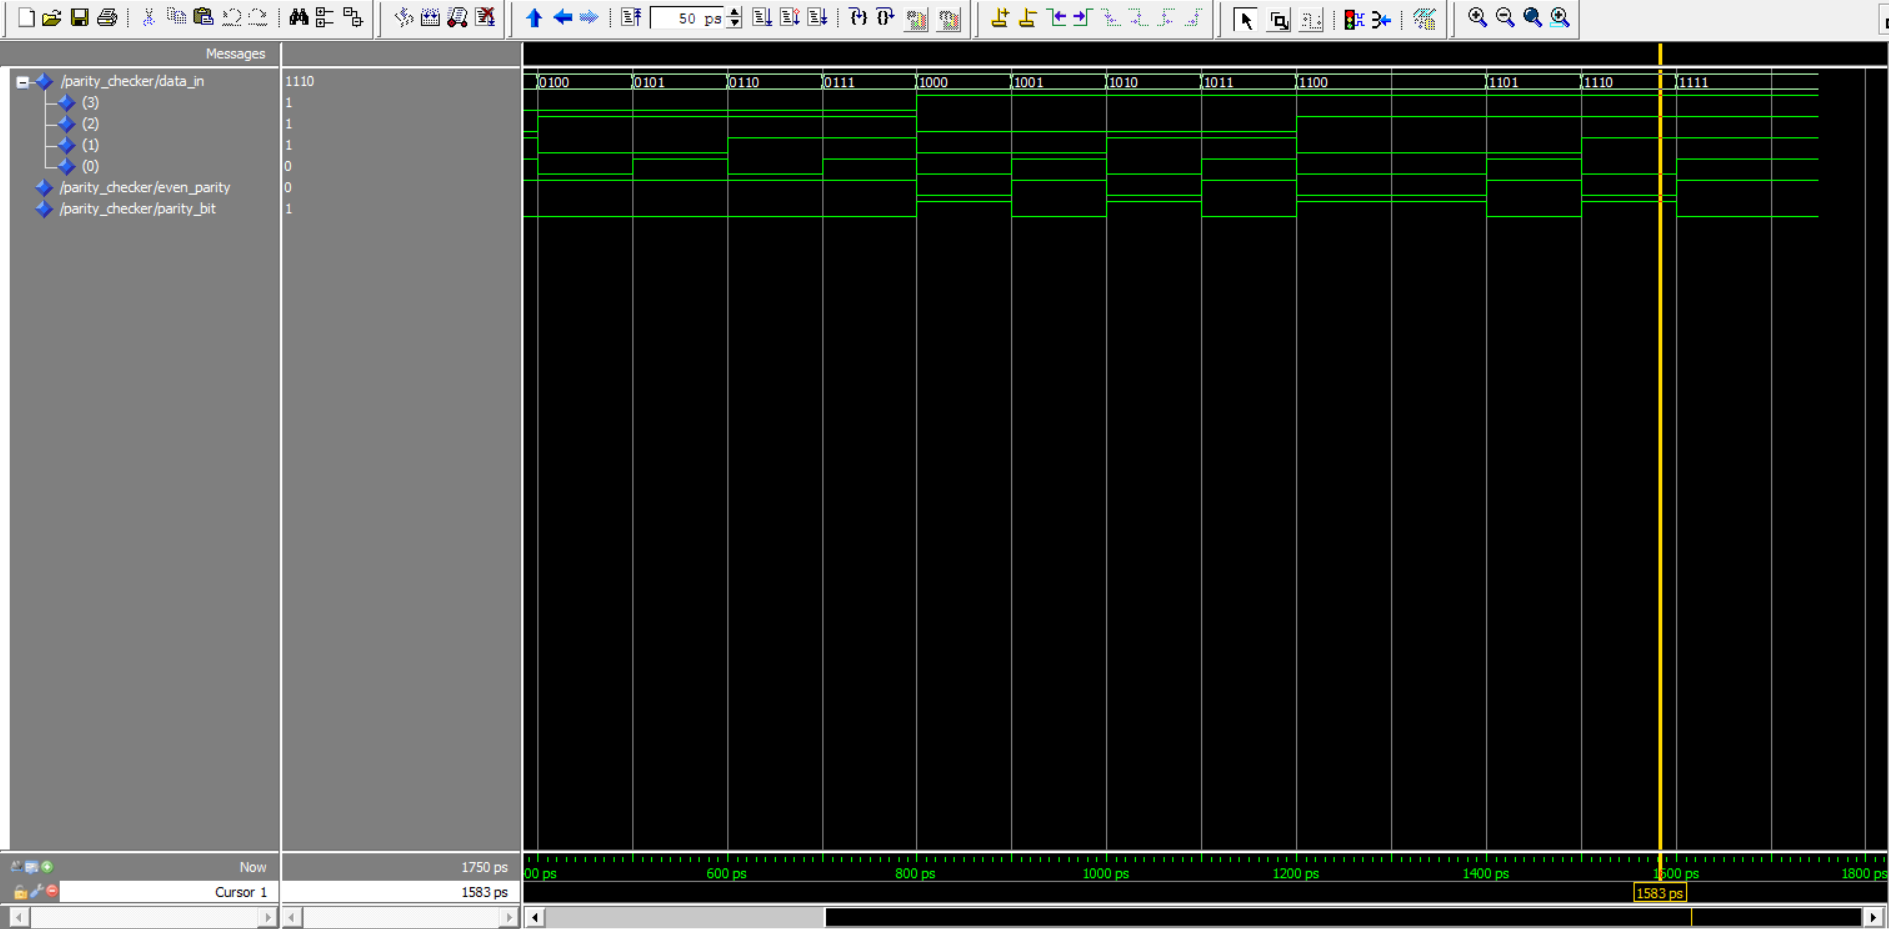 50 ps
Messages
/parity_checker/data_in 1110 0100 0101 0110 0111 1000 1001 1010 1011 1100 1101 1110 1111
(3) 1
(2) 1
(1) 1
(0) 0
/parity_checker/even_parity 0
/parity_checker/parity_bit 1
Now 1750 ps 00 ps 600 ps 800 ps 1000 ps 1200 ps 1400 ps 1600 ps 1800 ps
Cursor 1 1583 ps 1583 ps